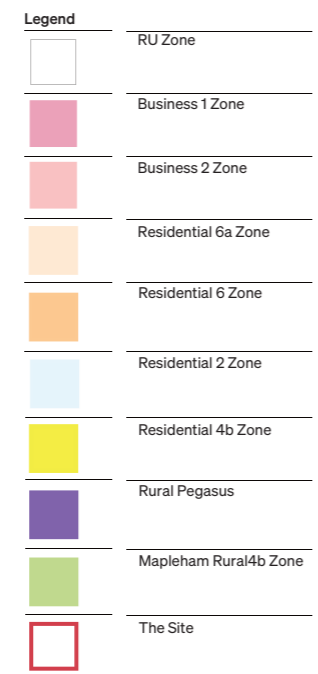 Legend
RU Zone
Business 1 Zone
Business 2 Zone
Residential 6a Zone
Residential 6 Zone
Residential 2 Zone
Residential 4b Zone
Rural Pegasus
Mapleham Rural4b Zone
The Site